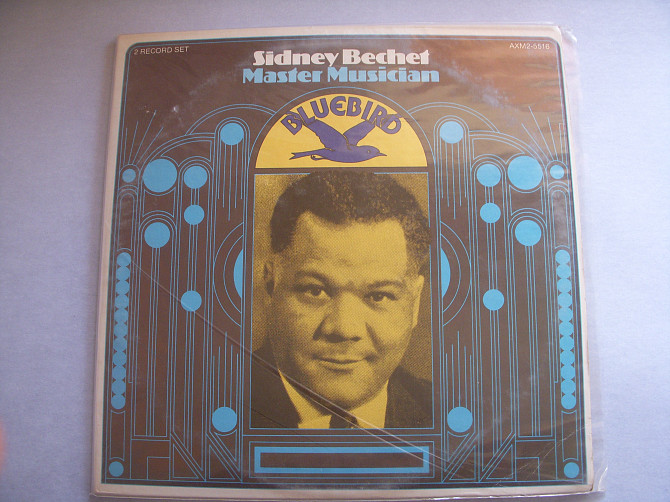 2 RECORD SET
Sidney Bechet
AXM2-5516
Master Musician
BLUEBIRD